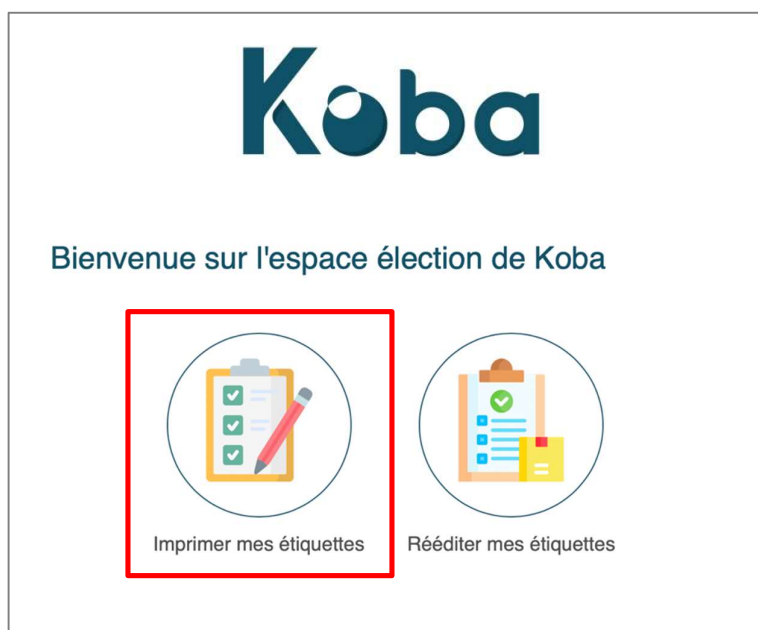 Koba
Bienvenue sur l'espace élection de Koba
Imprimer mes étiquettes
Rééditer mes étiquettes